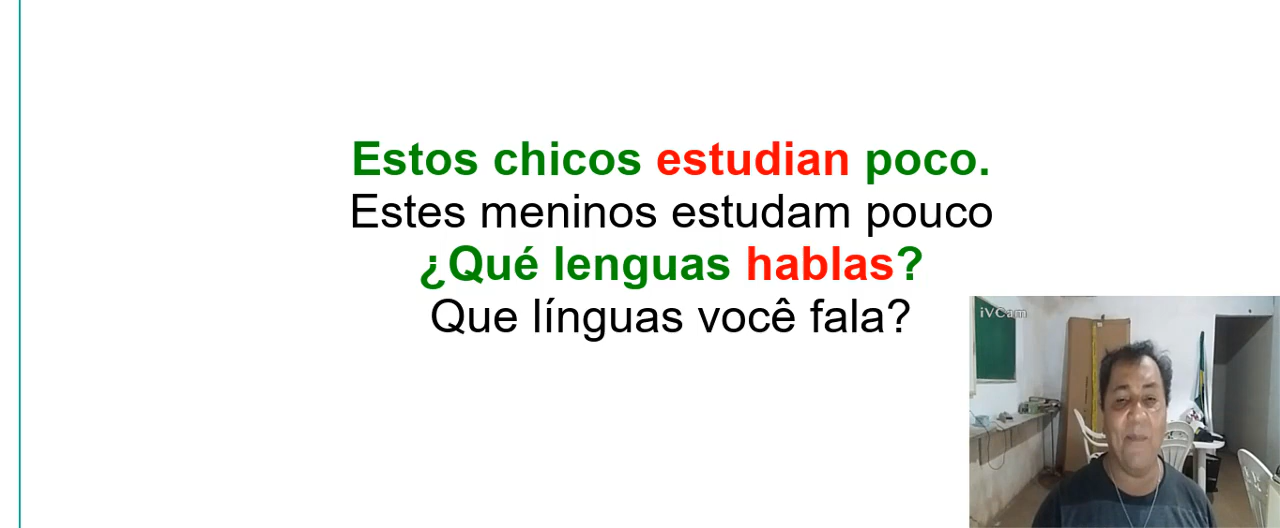 Estos chicos estudian poco.
Estes meninos estudam pouco
¿Qué lenguas hablas?
Que línguas você fala?
iVCam